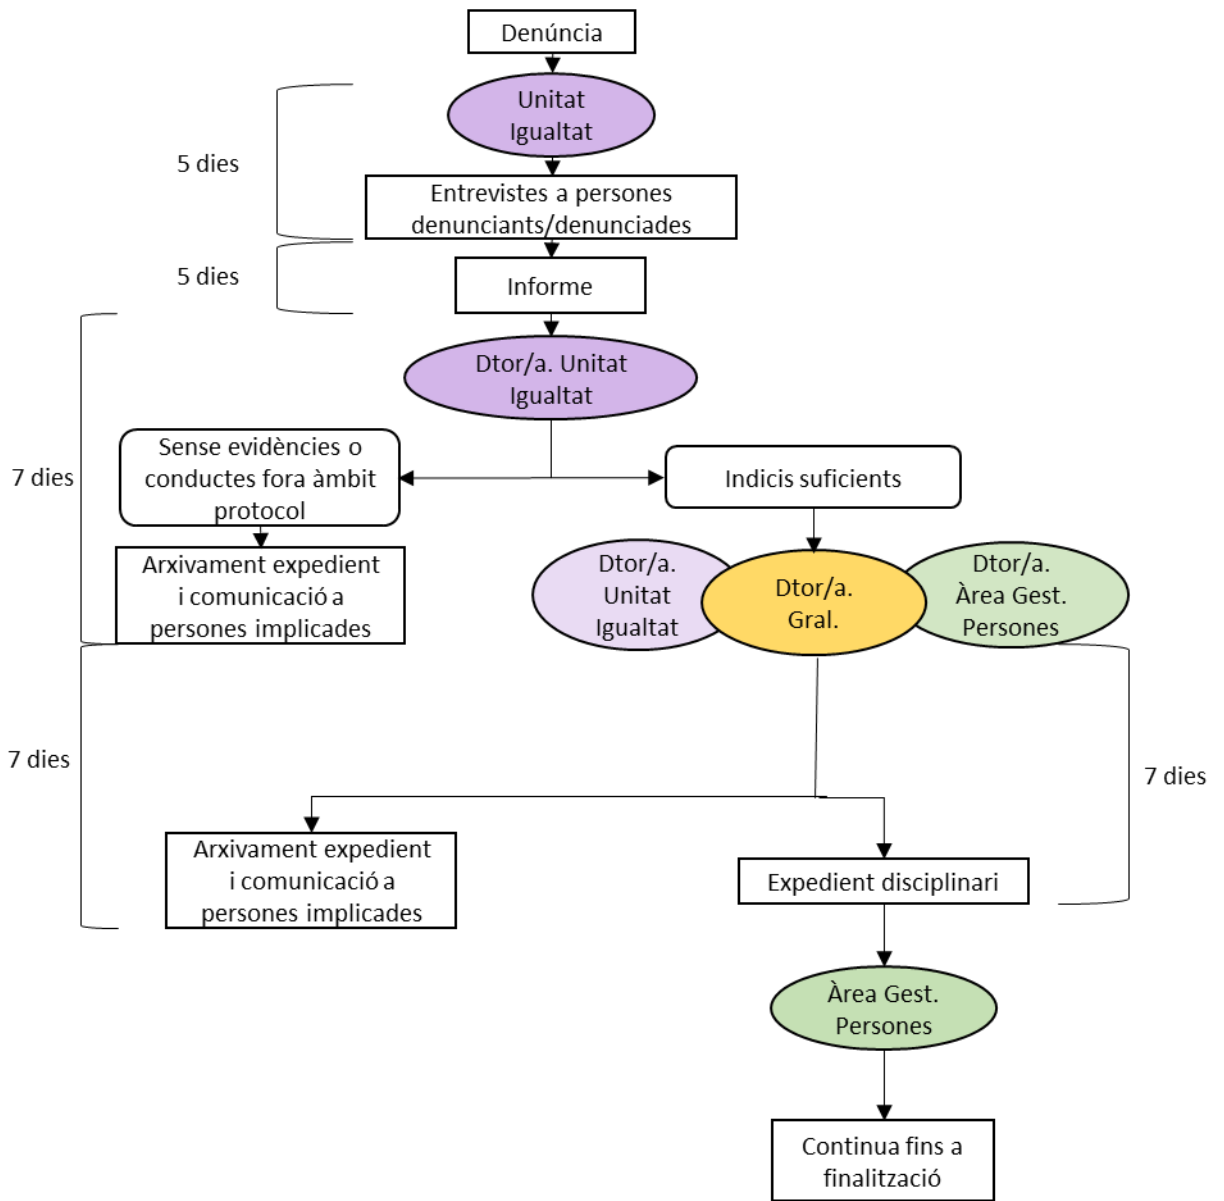 Denúncia
Unitat
Igualtat
5 dies
Entrevistes a persones
denunciants/denunciades
5 dies
Informe
Dtor/a. Unitat
Igualtat
7 dies
Sense evidències o
conductes fora àmbit
protocol
Indicis suficients
Arxivament expedient
i comunicació a
persones implicades
Dtor/a.
Unitat
Igualtat
Dtor/a.
Gral.
Dtor/a.
Àrea Gest.
Persones
7 dies
7 dies
Arxivament expedient
i comunicació a
persones implicades
Expedient disciplinari
Àrea Gest.
Persones
Continua fins a
finalització